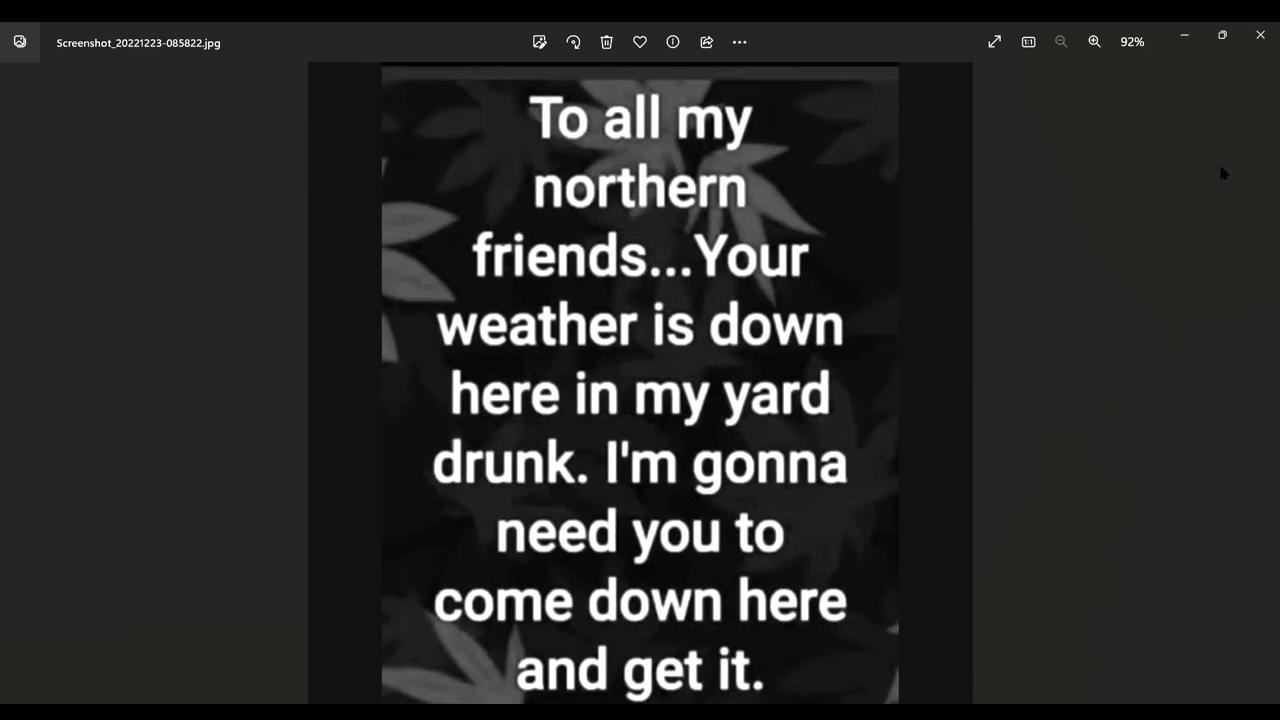 Screenshot_20221223-085822.jpg
92%
To all my
northern
friends...Your
weather is down
here in my yard
drunk. I'm gonna
need you to
come down here
and get it.